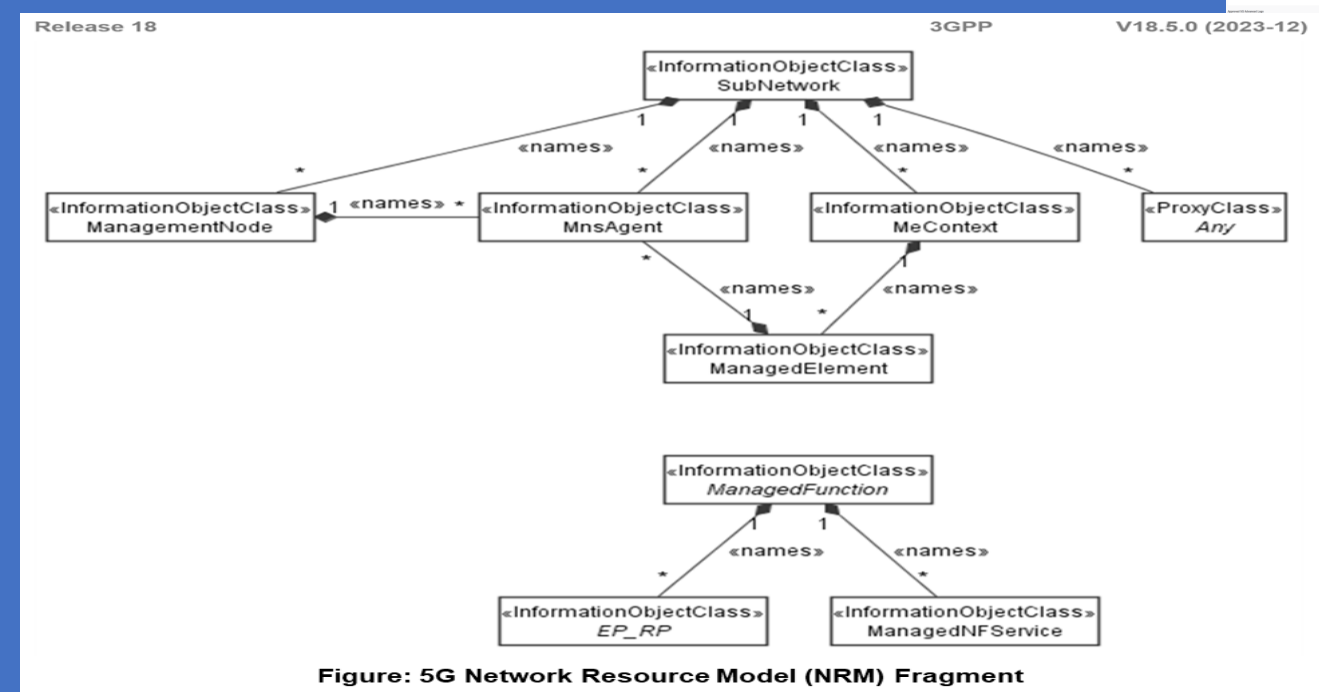 Release 18 3GPP V18.5.0 (2023-12)
«InformationObjectClass»
SubNetwork
1 1 1 1
«names» «names» «names» «names»
* * * *
«InformationObjectClass»
ManagementNode
1 «names» *
«InformationObjectClass»
MnsAgent
«InformationObjectClass»
MeContext
«ProxyClass»
Any
* 1
«names» «names»
1 *
«InformationObjectClass»
ManagedElement
«InformationObjectClass»
ManagedFunction
1 1
«names» «names»
* *
«InformationObjectClass»
EP_RP
«InformationObjectClass»
ManagedNFService
Figure: 5G Network Resource Model (NRM) Fragment